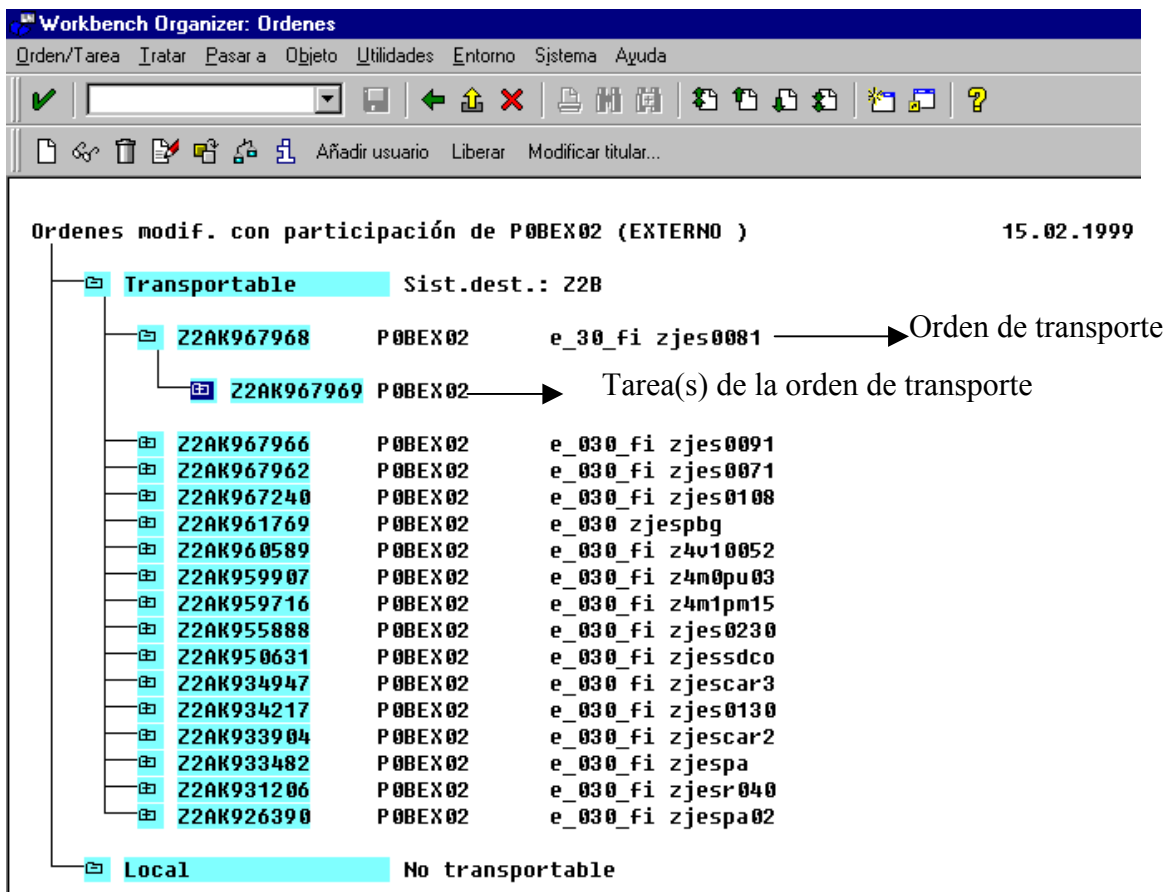 Workbench Organizer: Ordenes
Orden/Tarea Tratar Pasar a Objeto Utilidades Entorno Sistema Ayuda
Añadir usuario Liberar Modificar titular...
Ordenes modif. con participación de P0BEX02 (EXTERNO ) 15.02.1999
Transportable Sist.dest.: Z2B
Z2AK967968 P0BEX02 e_30_fi zjes0081 Orden de transporte
Z2AK967969 P0BEX02 Tarea(s) de la orden de transporte
Z2AK967966 P0BEX02 e_030_fi zjes0091
Z2AK967962 P0BEX02 e_030_fi zjes0071
Z2AK967240 P0BEX02 e_030_fi zjes0108
Z2AK961769 P0BEX02 e_030 zjespbg
Z2AK960589 P0BEX02 e_030_fi z4v10052
Z2AK959907 P0BEX02 e_030_fi z4m0pu03
Z2AK959716 P0BEX02 e_030_fi z4m1pm15
Z2AK955888 P0BEX02 e_030_fi zjes0230
Z2AK950631 P0BEX02 e_030_fi zjessdco
Z2AK934947 P0BEX02 e_030 fi zjescar3
Z2AK934217 P0BEX02 e_030_fi zjes0130
Z2AK933904 P0BEX02 e_030_fi zjescar2
Z2AK933482 P0BEX02 e_030_fi zjespa
Z2AK931206 P0BEX02 e_030_fi zjesr040
Z2AK926390 P0BEX02 e_030_fi zjespa02
Local No transportable